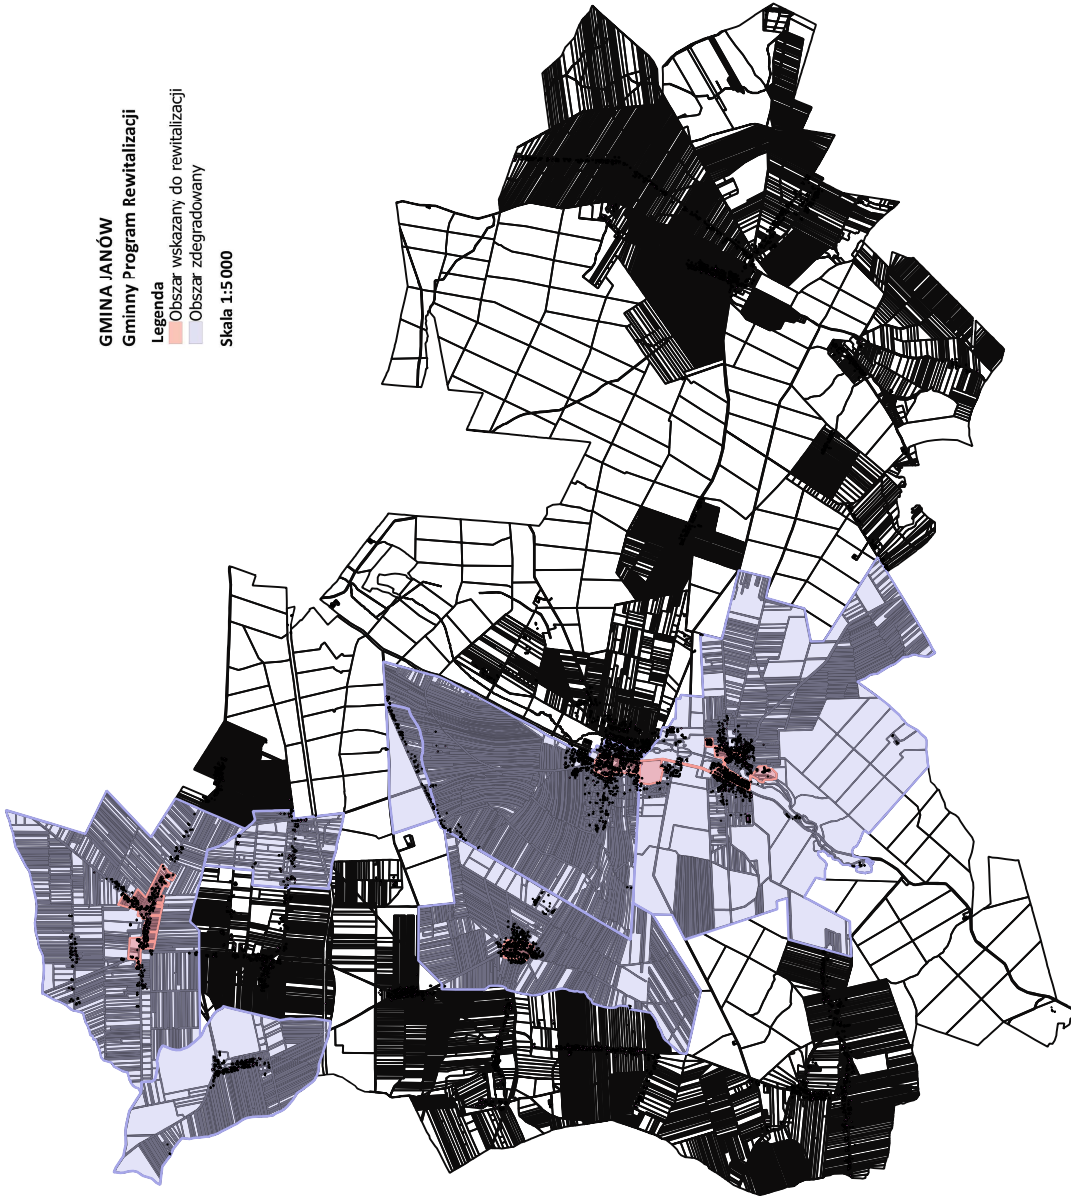 GMINA JANÓW
Gminny Program Rewitalizacji
Legenda
Obszar wskazany do rewitalizacji
Obszar zdegradowany
Skala 1:5 000